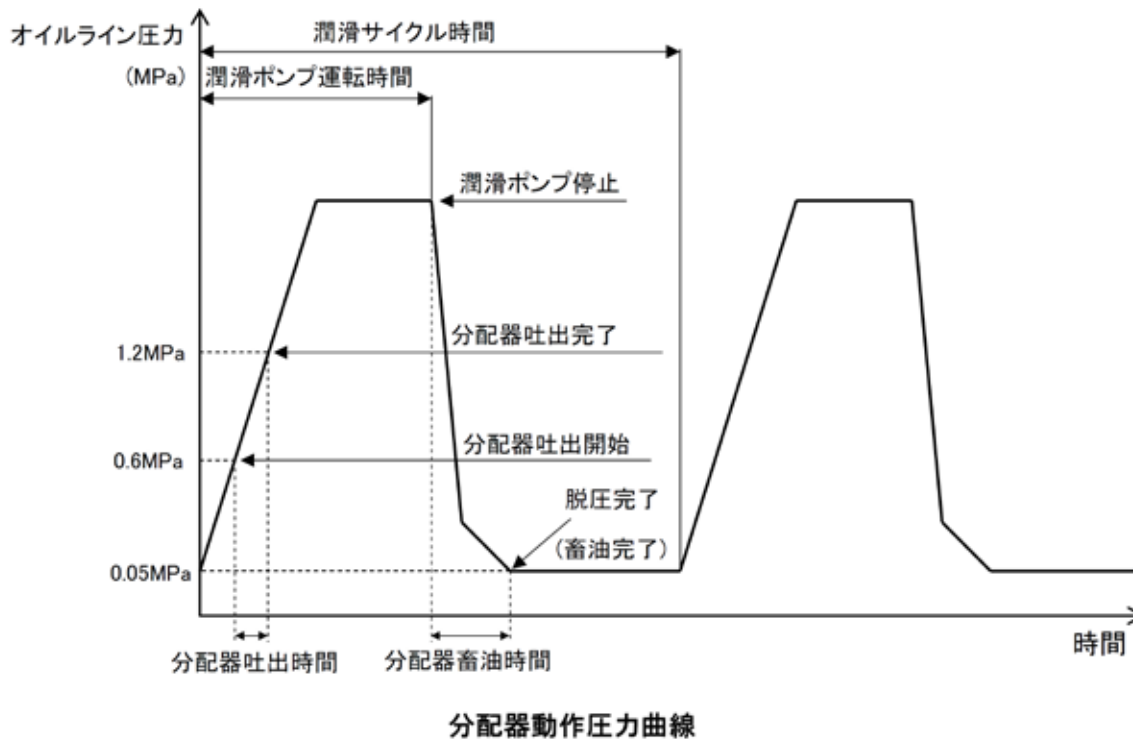 オイルライン圧力
(MPa)
潤滑サイクル時間
潤滑ポンプ運転時間
潤滑ポンプ停止
分配器吐出完了
1.2MPa
分配器吐出開始
0.6MPa
脱圧完了
(畜油完了)
0.05MPa
時間
分配器吐出時間
分配器畜油時間
分配器動作圧力曲線